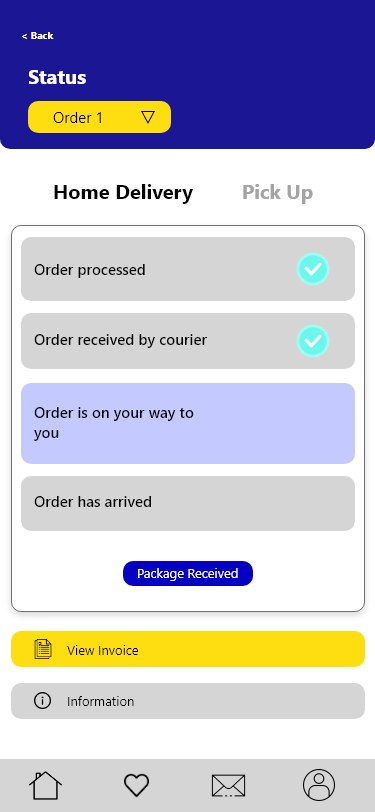 < Back
Status
Order 1
Home Delivery
Pick Up
Order processed
Order received by courier
Order is on your way to
you
Order has arrived
Package Received
View Invoice
Information